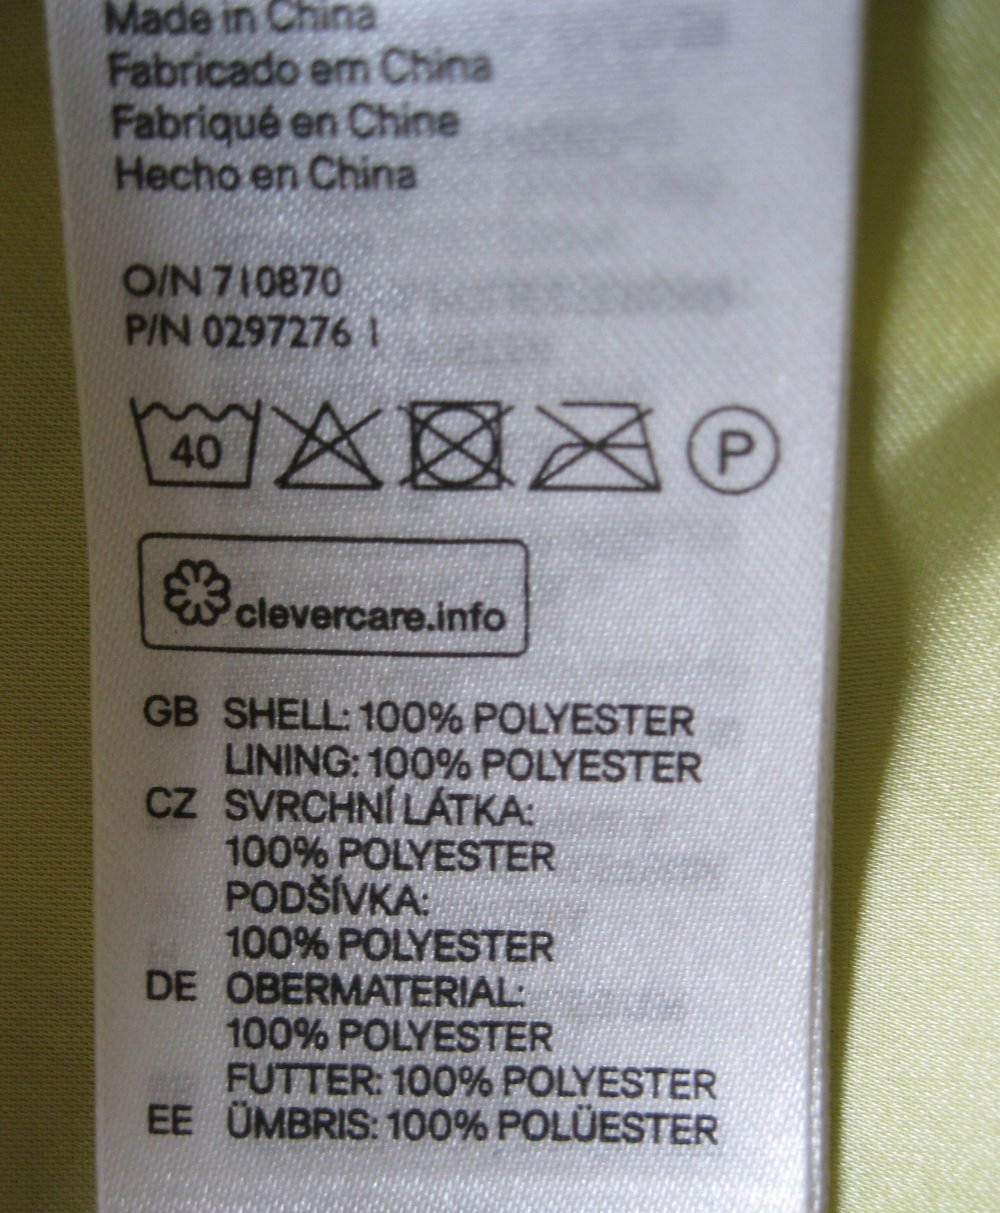 Made in China
Fabricado em China
Fabriqué en Chine
Hecho en China
O/N 710870
P/N 0297276 1
40 P
clevercare.info
GB SHELL: 100% POLYESTER
LINING: 100% POLYESTER
CZ SVRCHNÍ LÁTKA:
100% POLYESTER
PODŠÍVKA:
100% POLYESTER
DE OBERMATERIAL:
100% POLYESTER
FUTTER: 100% POLYESTER
EE ÜMBRIS: 100% POLÜESTER